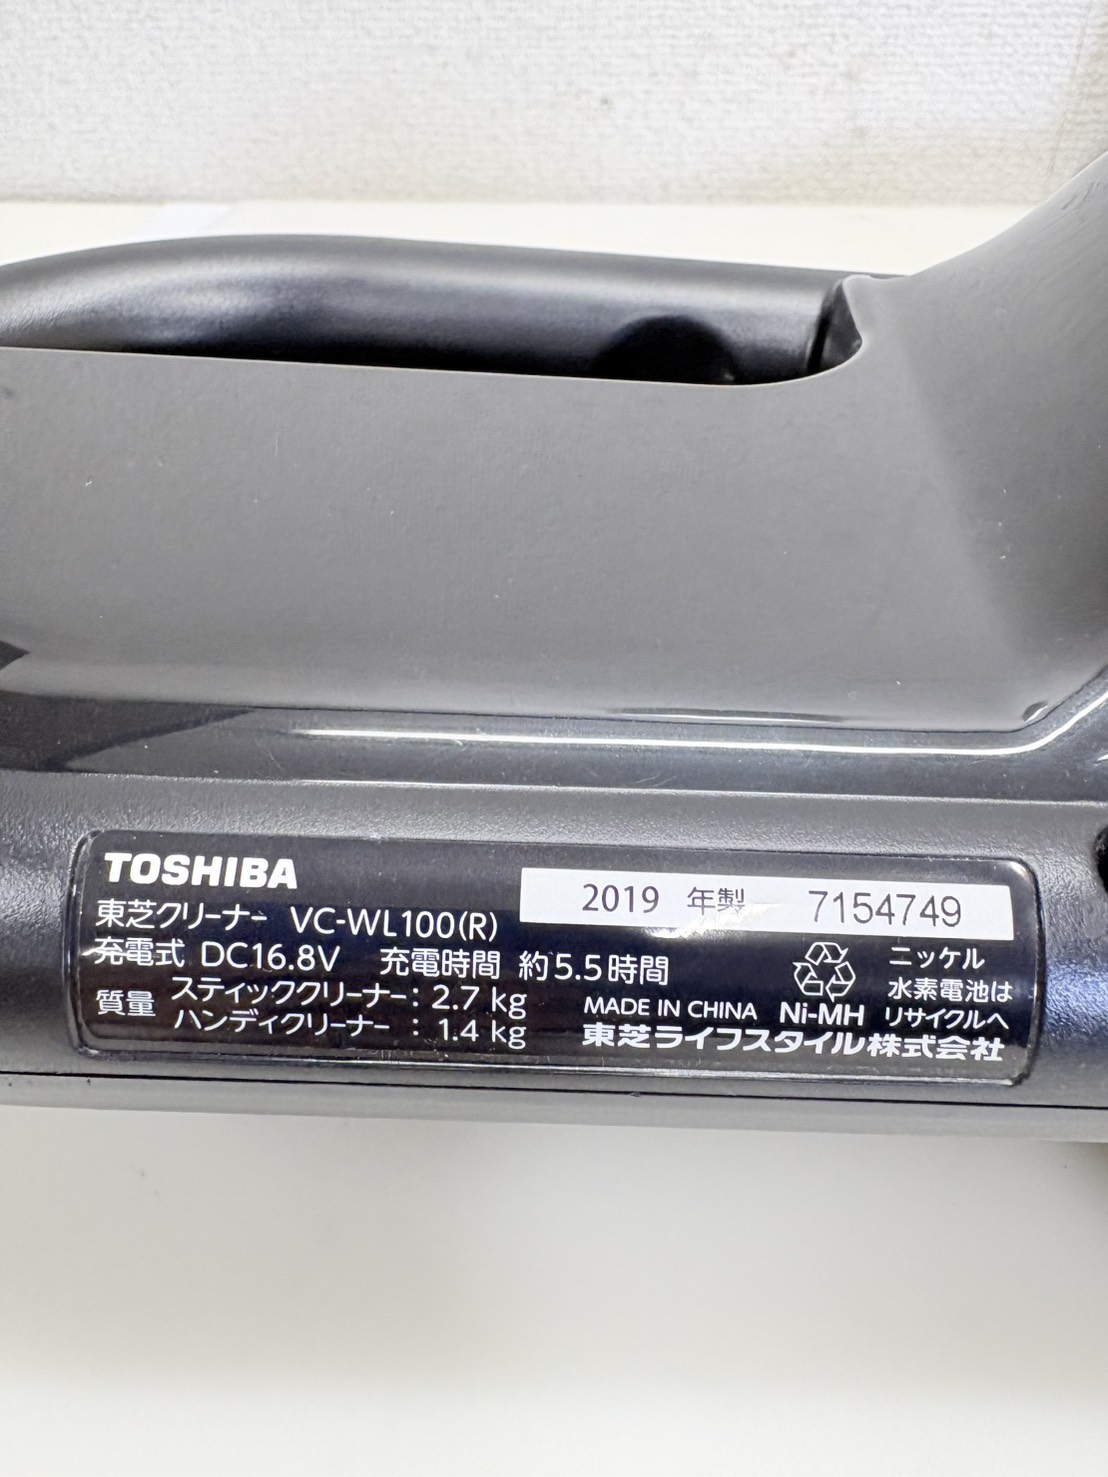 TOSHIBA
2019 年製 7154749
東芝クリーナー VC-WL100(R)
充電式 DC16.8V 充電時間 約5.5時間
質量 スティッククリーナー: 2.7 kg
ハンディクリーナー : 1.4 kg
MADE IN CHINA Ni-MH
ニッケル
水素電池は
リサイクルへ
東芝ライフスタイル株式会社